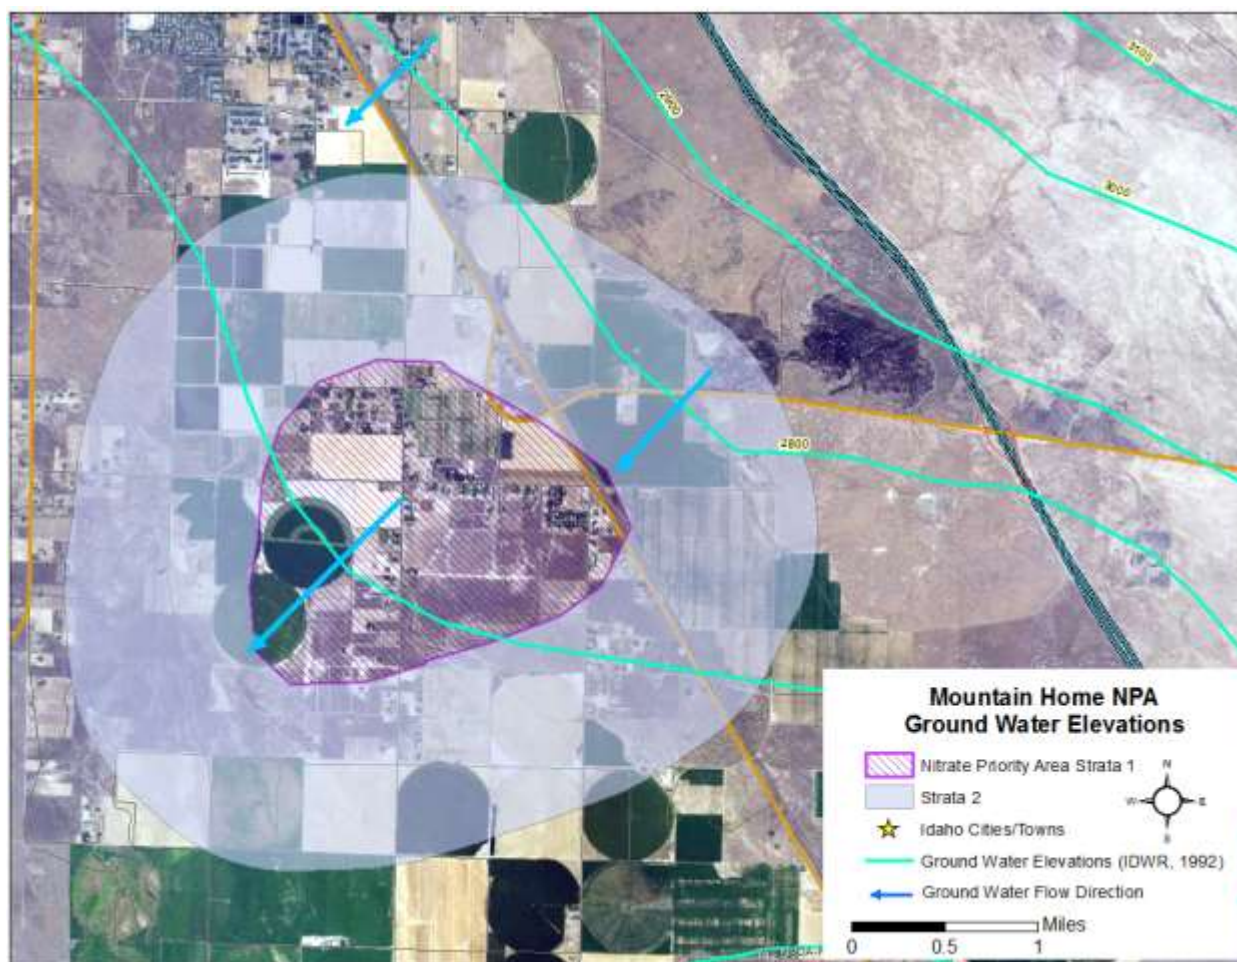 3100
2900
3000
2800
Mountain Home NPA
Ground Water Elevations
Nitrate Priority Area Strata 1
Strata 2
Idaho Cities/Towns
Ground Water Elevations (IDWR, 1992)
Ground Water Flow Direction
N
W
E
S
Miles
0
0.5
1